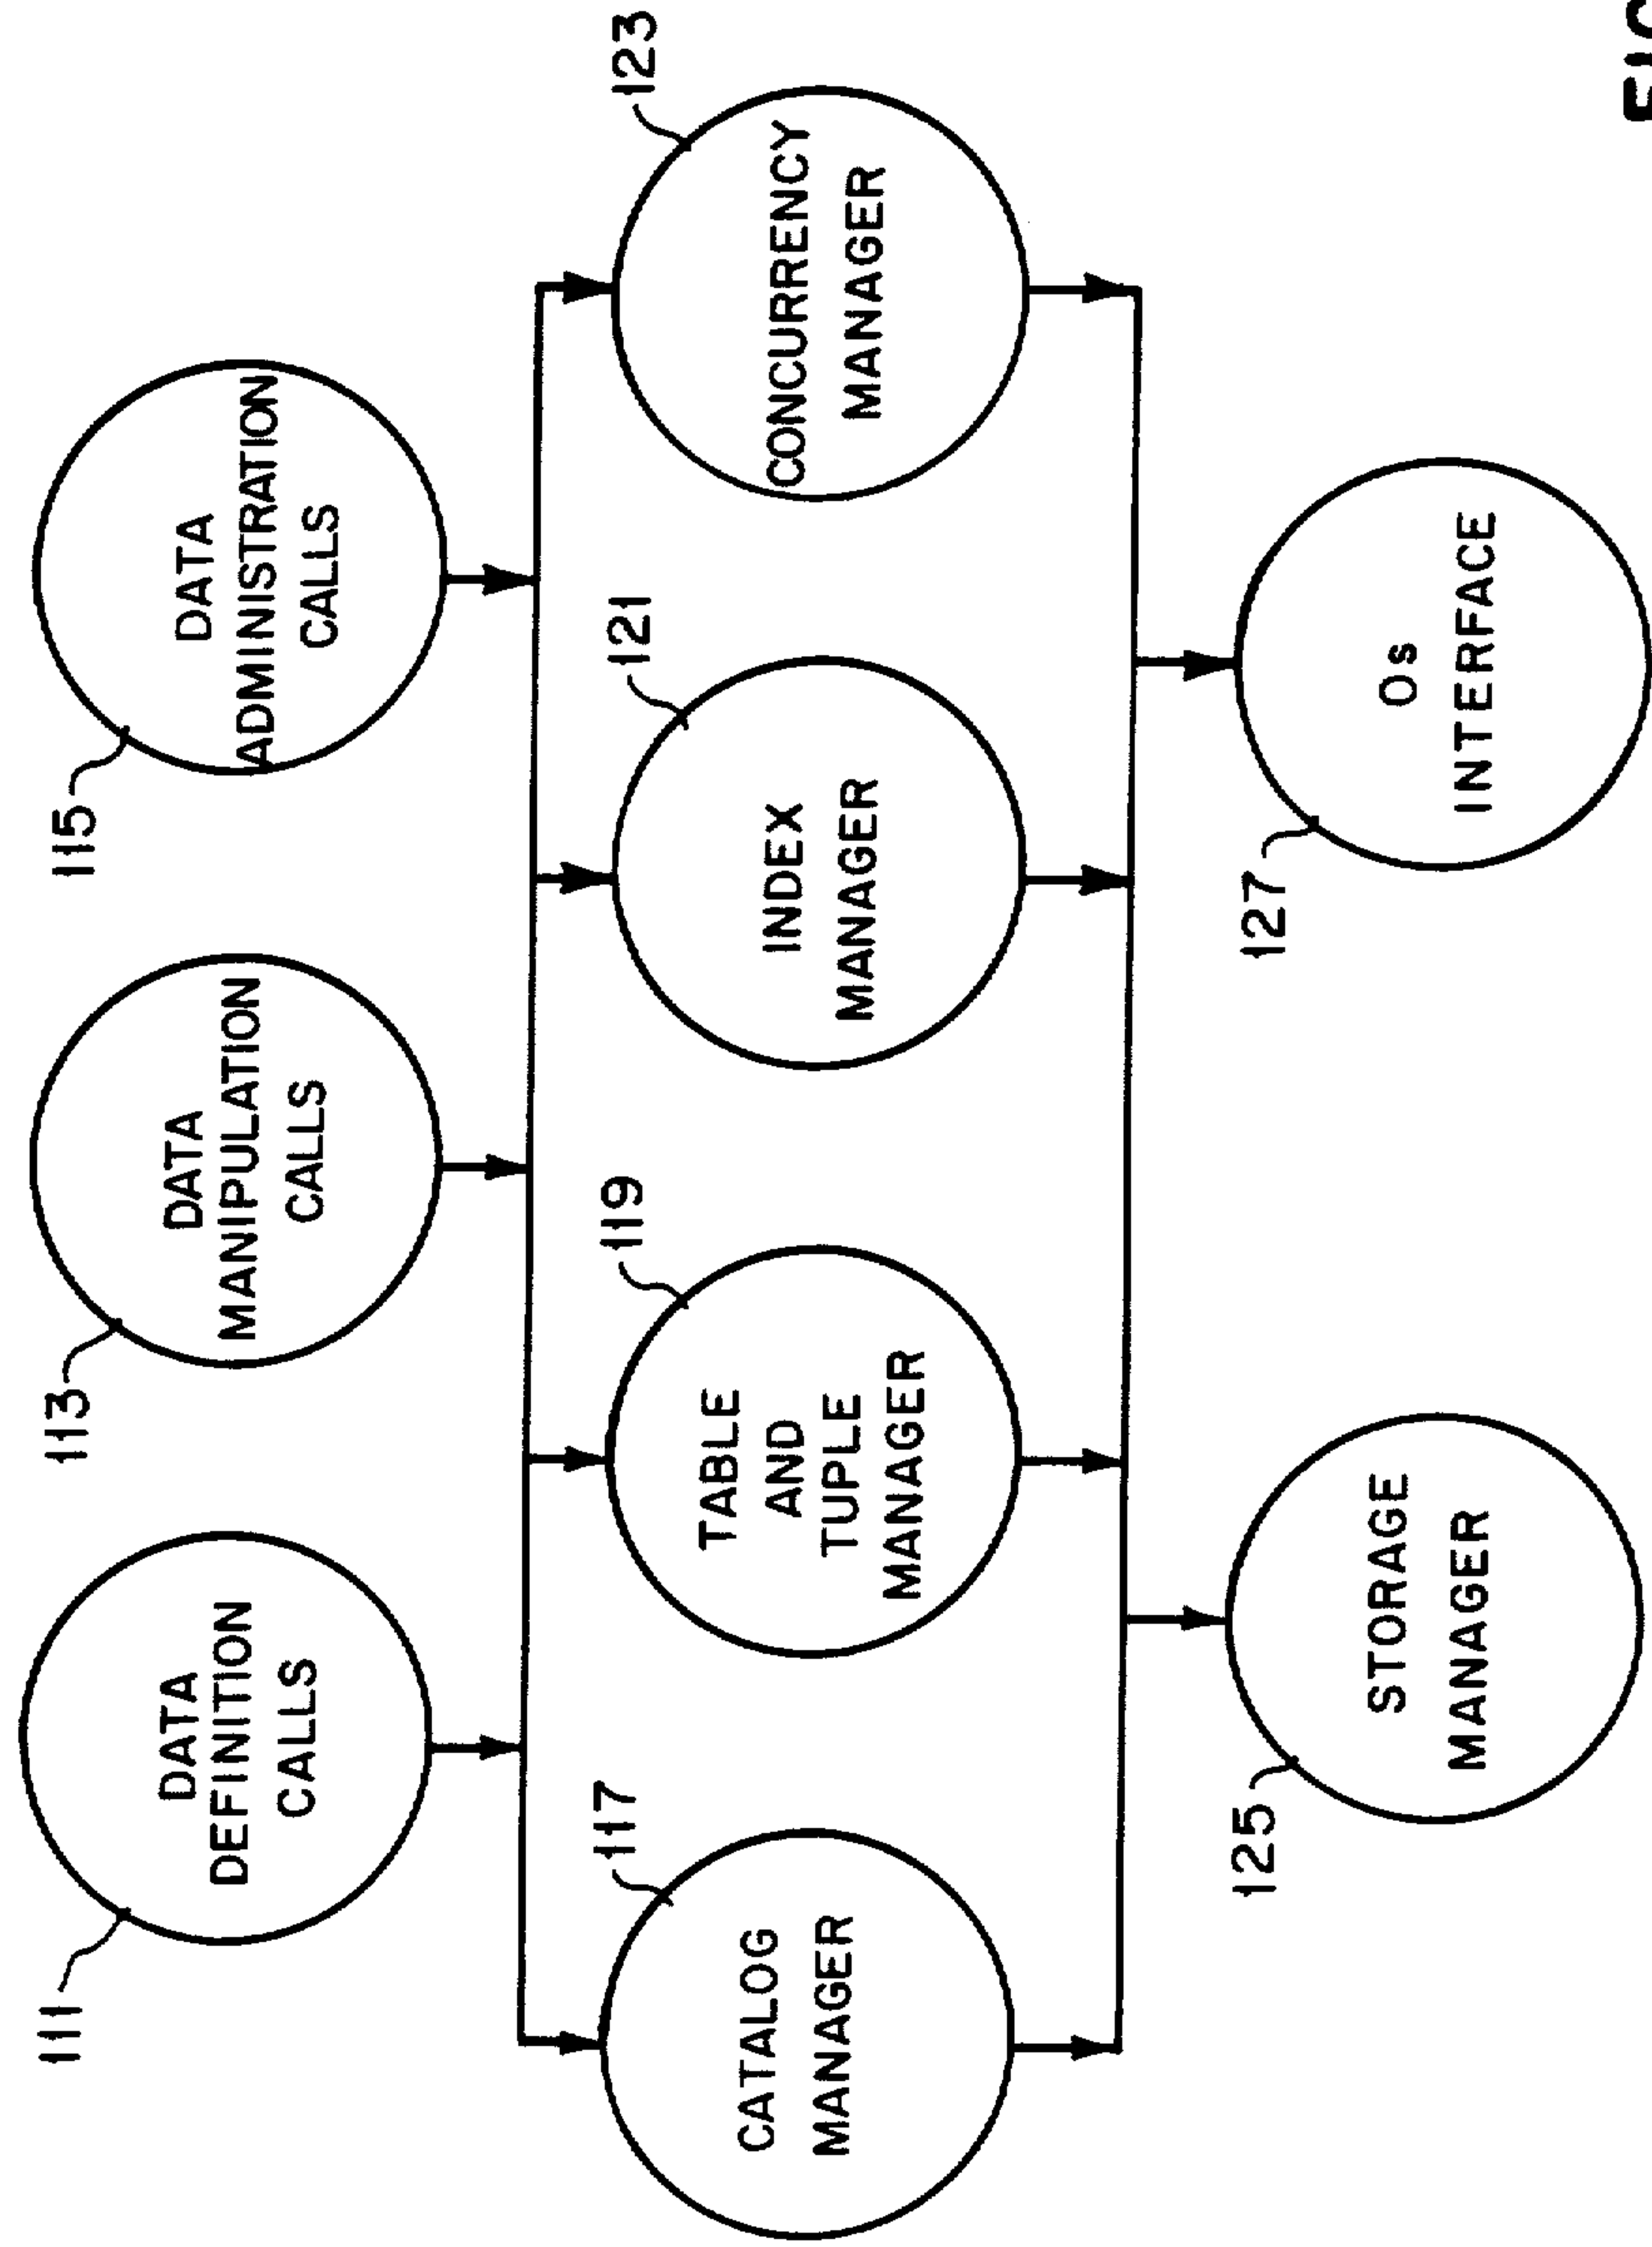 111
DATA
DEFINITION
CALLS
113
DATA
MANIPULATION
CALLS
115
DATA
ADMINISTRATION
CALLS
117
CATALOG
MANAGER
119
TABLE
AND
TUPLE
MANAGER
121
INDEX
MANAGER
123
CONCURRENCY
MANAGER
125
STORAGE
MANAGER
127
Os
INTERFACE